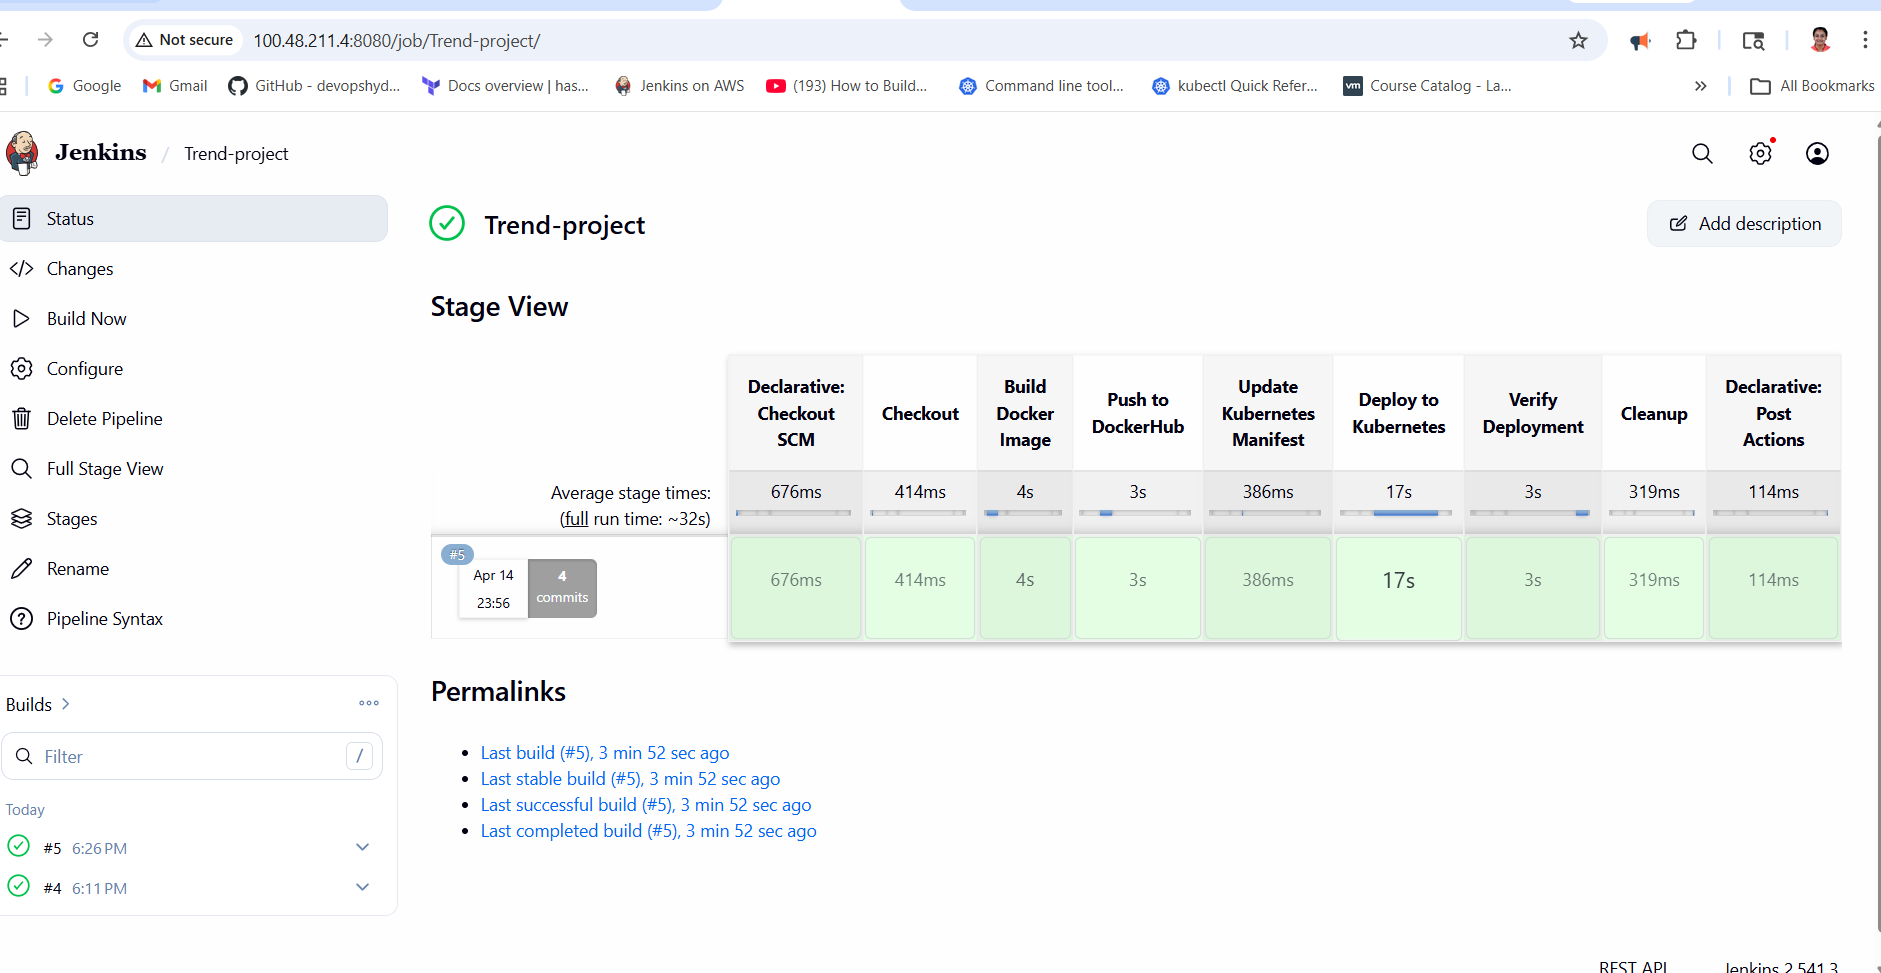 Not secure
100.48.211.4:8080/job/Trend-project/
Google
Gmail
GitHub - devopshyd...
Docs overview | has...
Jenkins on AWS
(193) How to Build...
Command line tool...
kubectl Quick Refer...
vm
Course Catalog - La...
»
All Bookmarks
Jenkins / Trend-project
Status
Changes
Build Now
Configure
Delete Pipeline
Full Stage View
Stages
Rename
Pipeline Syntax
Builds
Filter
/
Today
#5 6:26 PM
#4 6:11 PM
Trend-project
Add description
Stage View
Declarative: Checkout SCM
Checkout
Build Docker Image
Push to DockerHub
Update Kubernetes Manifest
Deploy to Kubernetes
Verify Deployment
Cleanup
Declarative: Post Actions
Average stage times:
(full run time: ~32s)
676ms 414ms 4s 3s 386ms 17s 3s 319ms 114ms
#5
Apr 14
23:56
4
commits
676ms 414ms 4s 3s 386ms 17s 3s 319ms 114ms
Permalinks
Last build (#5), 3 min 52 sec ago
Last stable build (#5), 3 min 52 sec ago
Last successful build (#5), 3 min 52 sec ago
Last completed build (#5), 3 min 52 sec ago
REST API
Jenkins 2.541.3